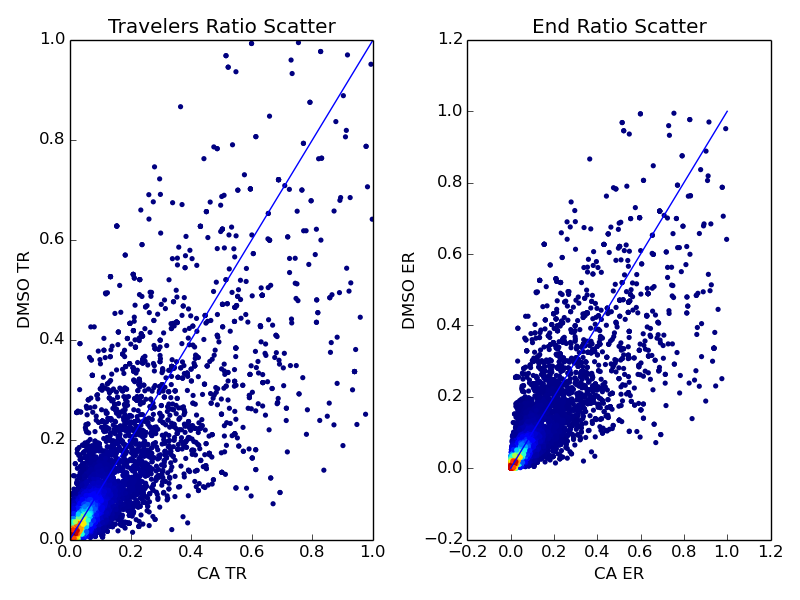 Travelers Ratio Scatter
1.0
0.8
0.6
0.4
0.2
0.0
DMSO TR
0.0 0.2 0.4 0.6 0.8 1.0
CA TR
End Ratio Scatter
1.2
1.0
0.8
0.6
0.4
0.2
0.0
−0.2
DMSO ER
−0.2 0.0 0.2 0.4 0.6 0.8 1.0 1.2
CA ER